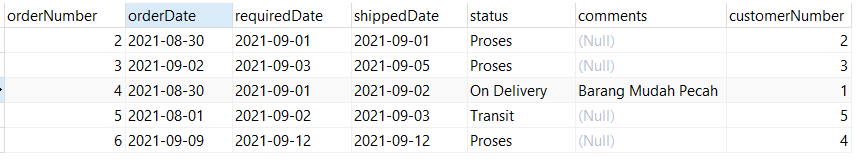 orderNumber orderDate requiredDate shippedDate status comments customerNumber
2 2021-08-30 2021-09-01 2021-09-01 Proses (Null) 2
3 2021-09-02 2021-09-03 2021-09-05 Proses (Null) 3
4 2021-08-30 2021-09-01 2021-09-02 On Delivery Barang Mudah Pecah 1
5 2021-08-01 2021-09-02 2021-09-03 Transit (Null) 5
6 2021-09-09 2021-09-12 2021-09-12 Proses (Null) 4